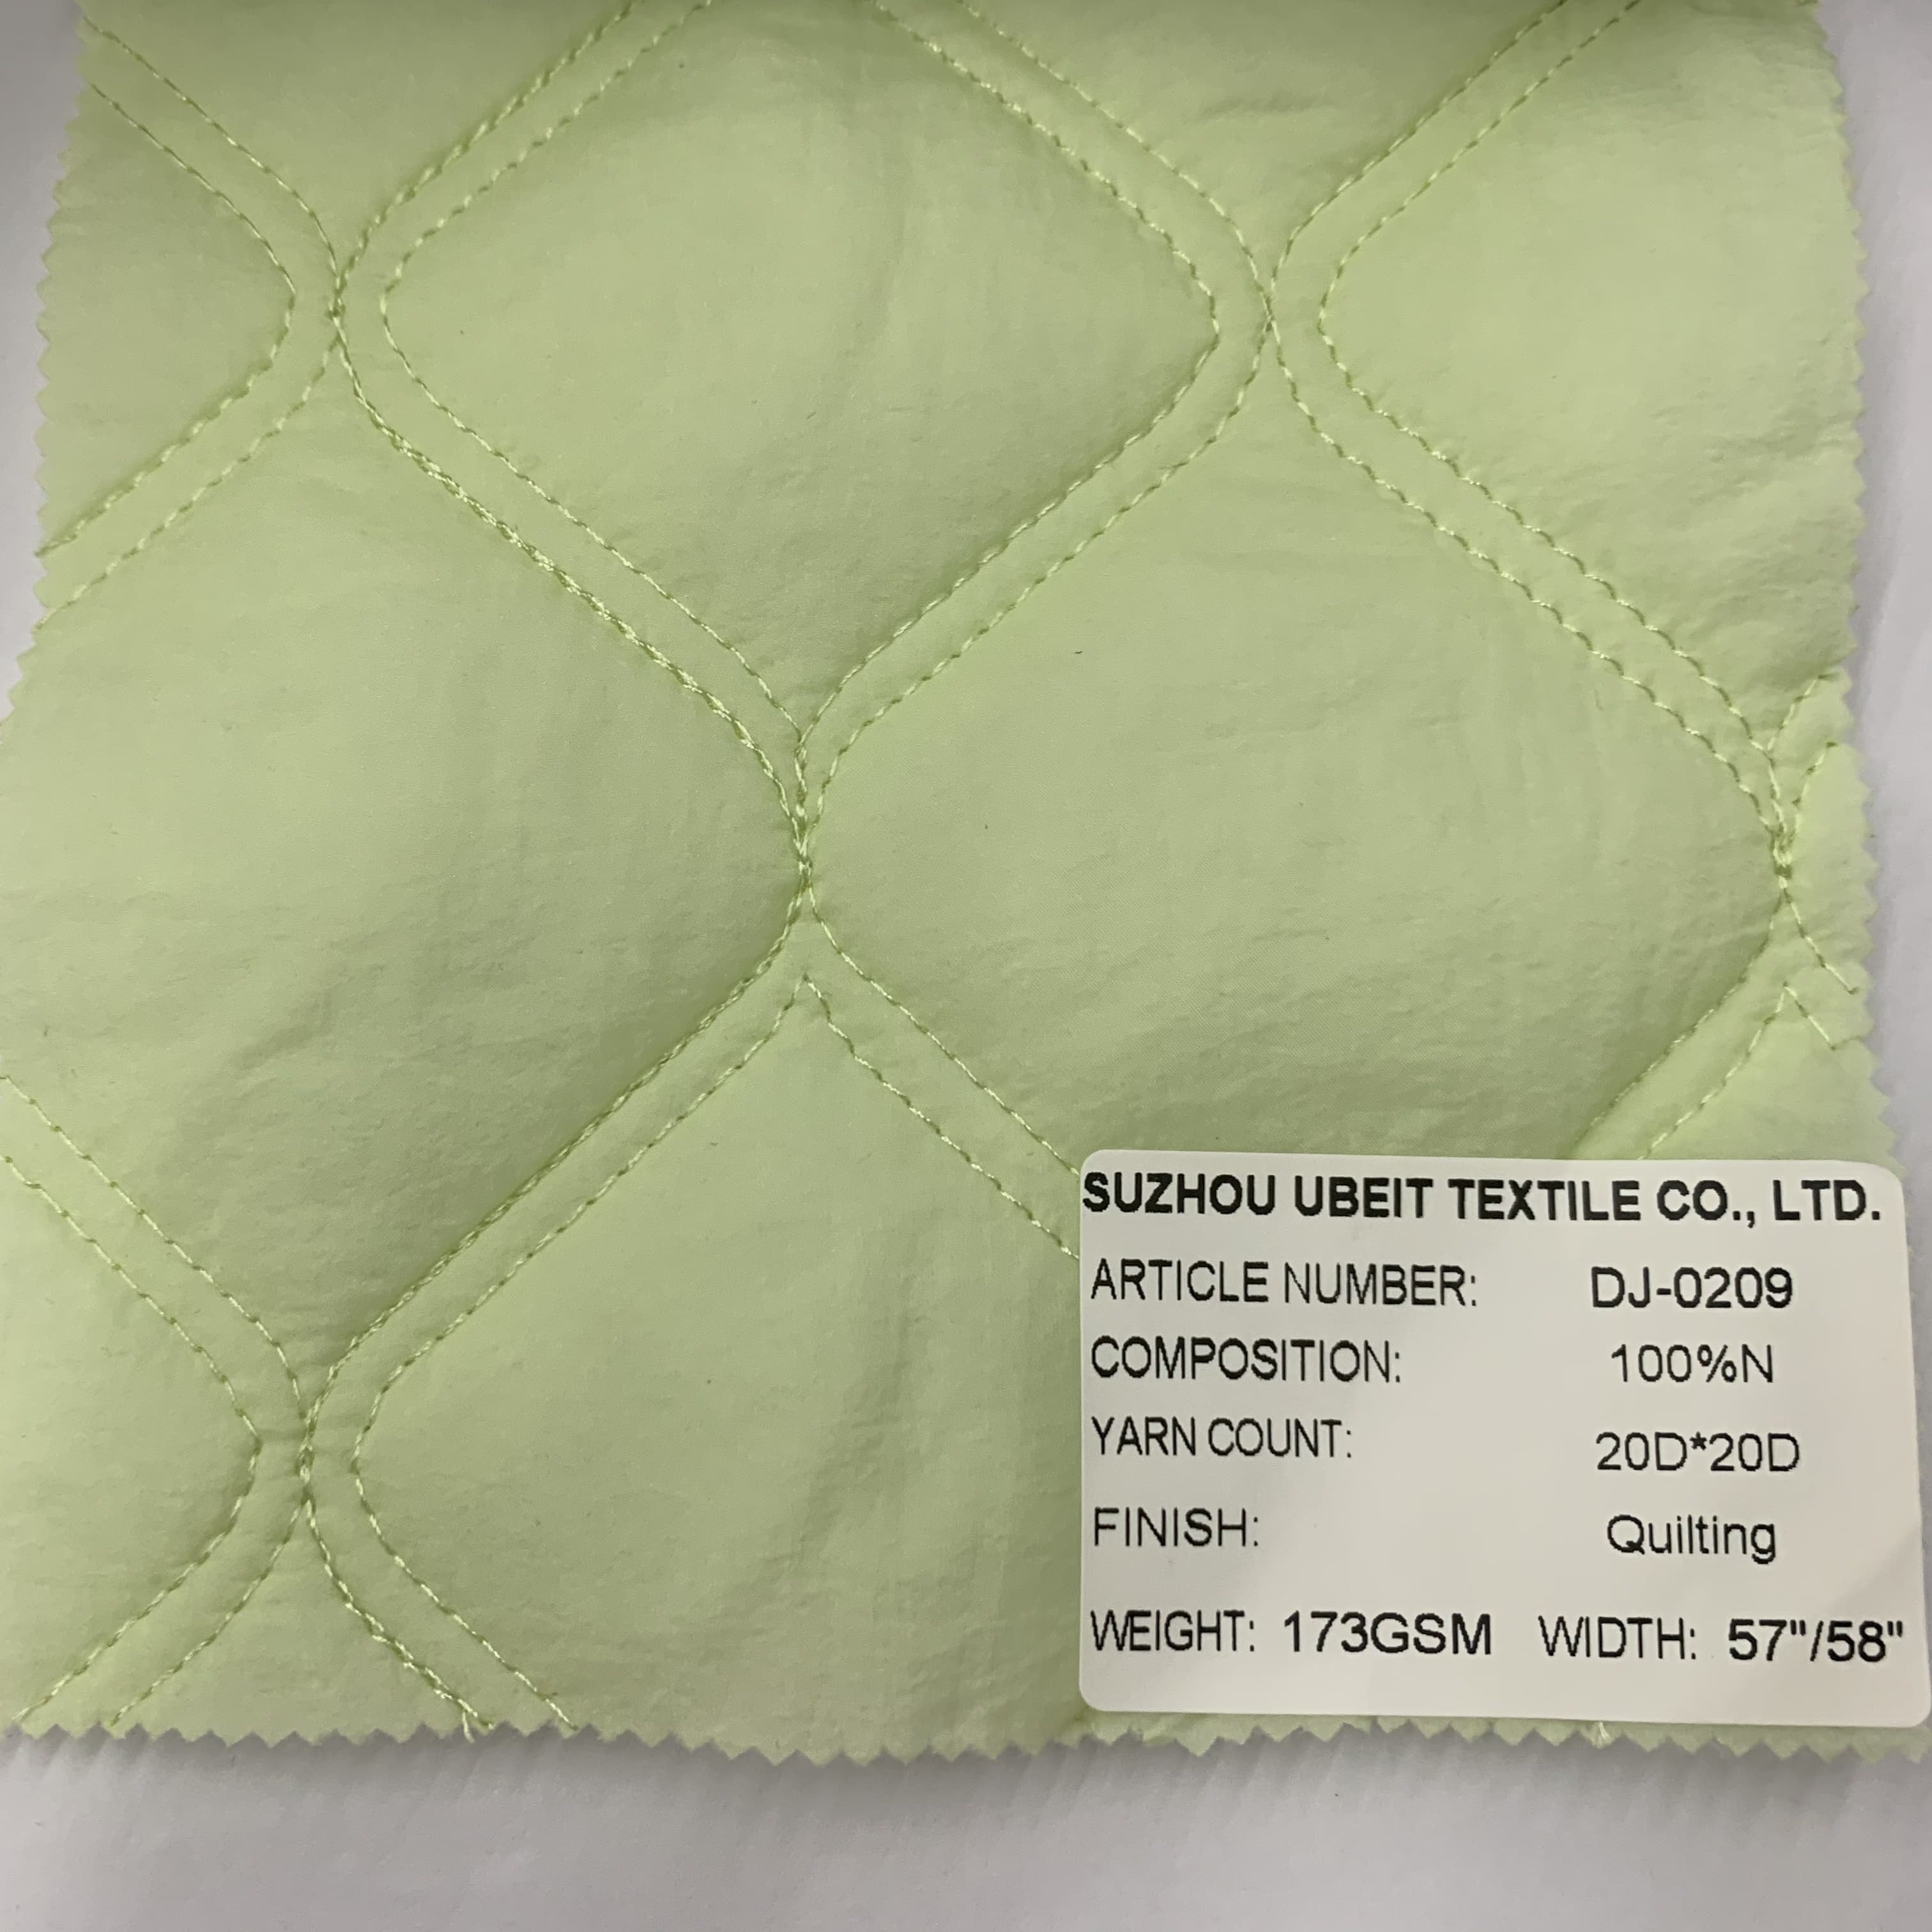 SUZHOU UBEIT TEXTILE CO., LTD.
ARTICLE NUMBER: DJ-0209
COMPOSITION: 100%N
YARN COUNT: 20D*20D
FINISH: Quilting
WEIGHT: 173GSM WIDTH: 57"/58"